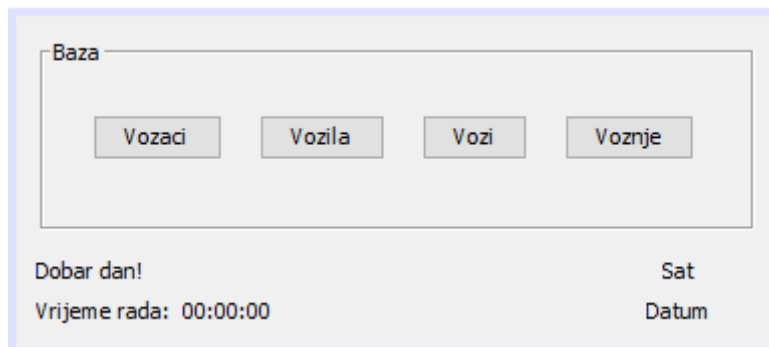 Baza
Vozaci Vozila Vozi Voznje
Dobar dan! Sat
Vrijeme rada: 00:00:00 Datum